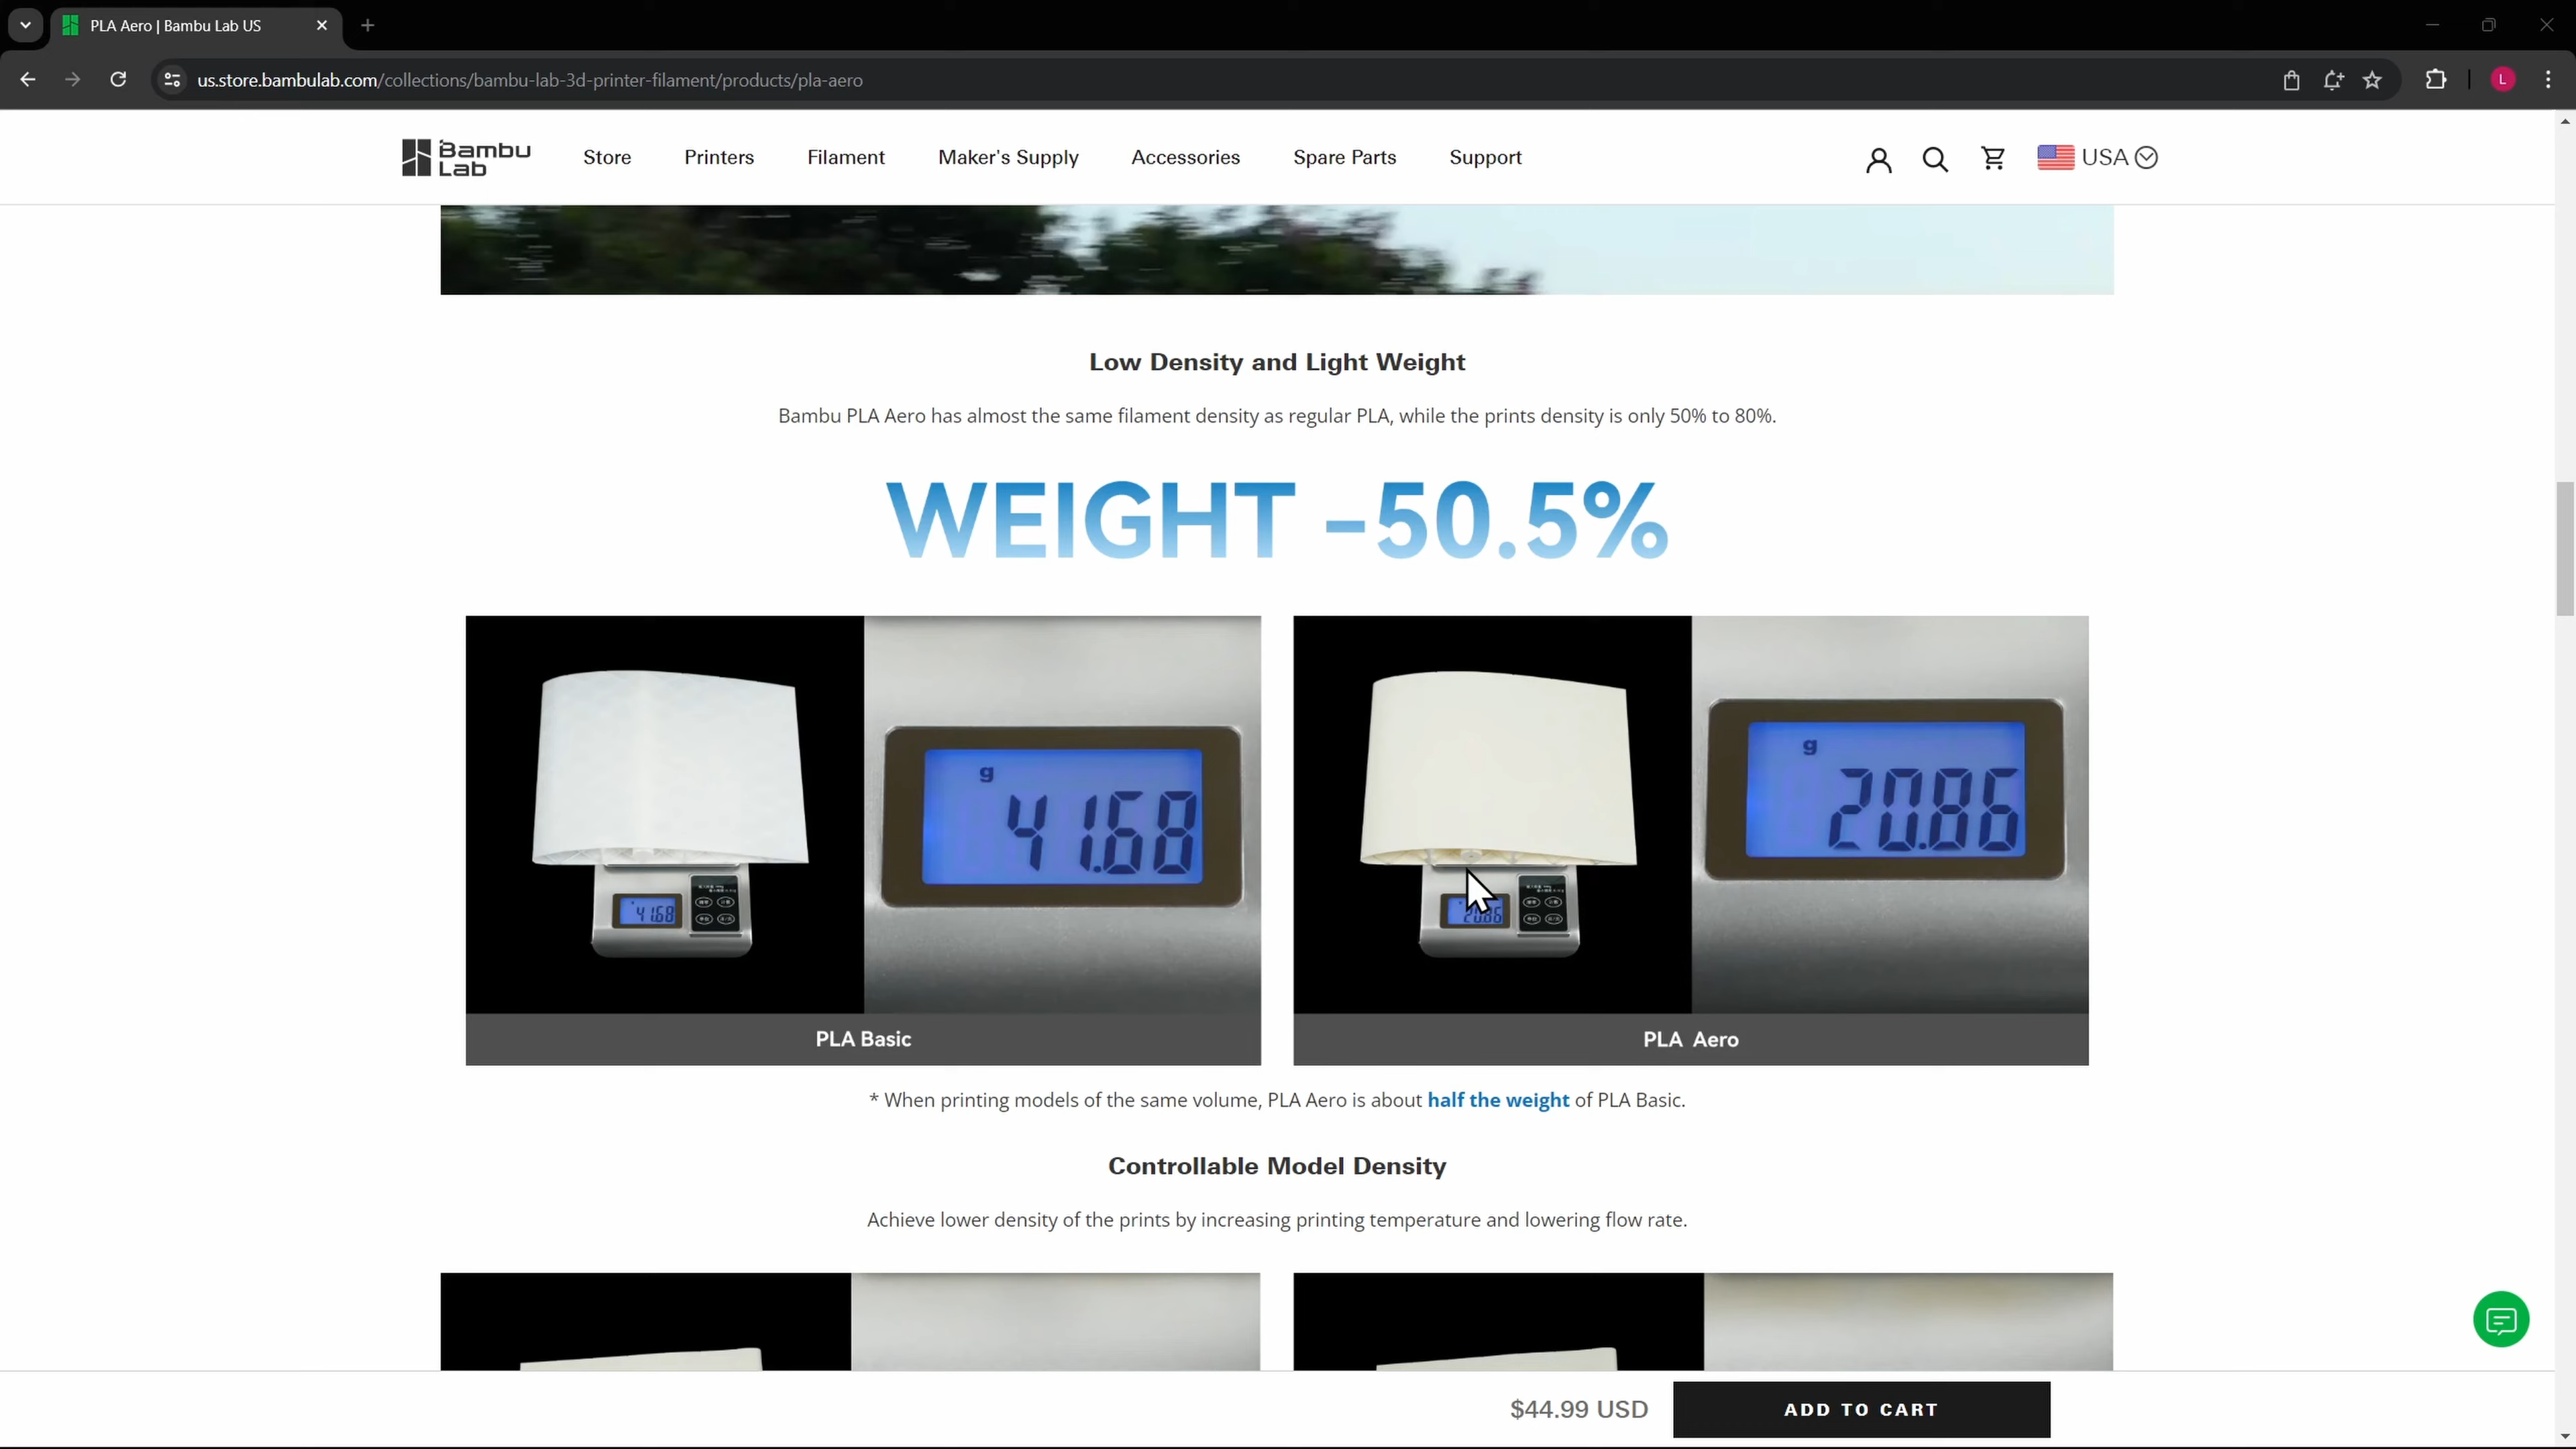 PLA Aero | Bambu Lab US
us.store.bambulab.com/collections/bambu-lab-3d-printer-filament/products/pla-aero
L
Bambu Lab
Store Printers Filament Maker's Supply Accessories Spare Parts Support
USA
Low Density and Light Weight
Bambu PLA Aero has almost the same filament density as regular PLA, while the prints density is only 50% to 80%.
WEIGHT -50.5%
g
41.68
41.68
g
20.86
20.86
PLA Basic
PLA Aero
* When printing models of the same volume, PLA Aero is about half the weight of PLA Basic.
Controllable Model Density
Achieve lower density of the prints by increasing printing temperature and lowering flow rate.
$44.99 USD
ADD TO CART